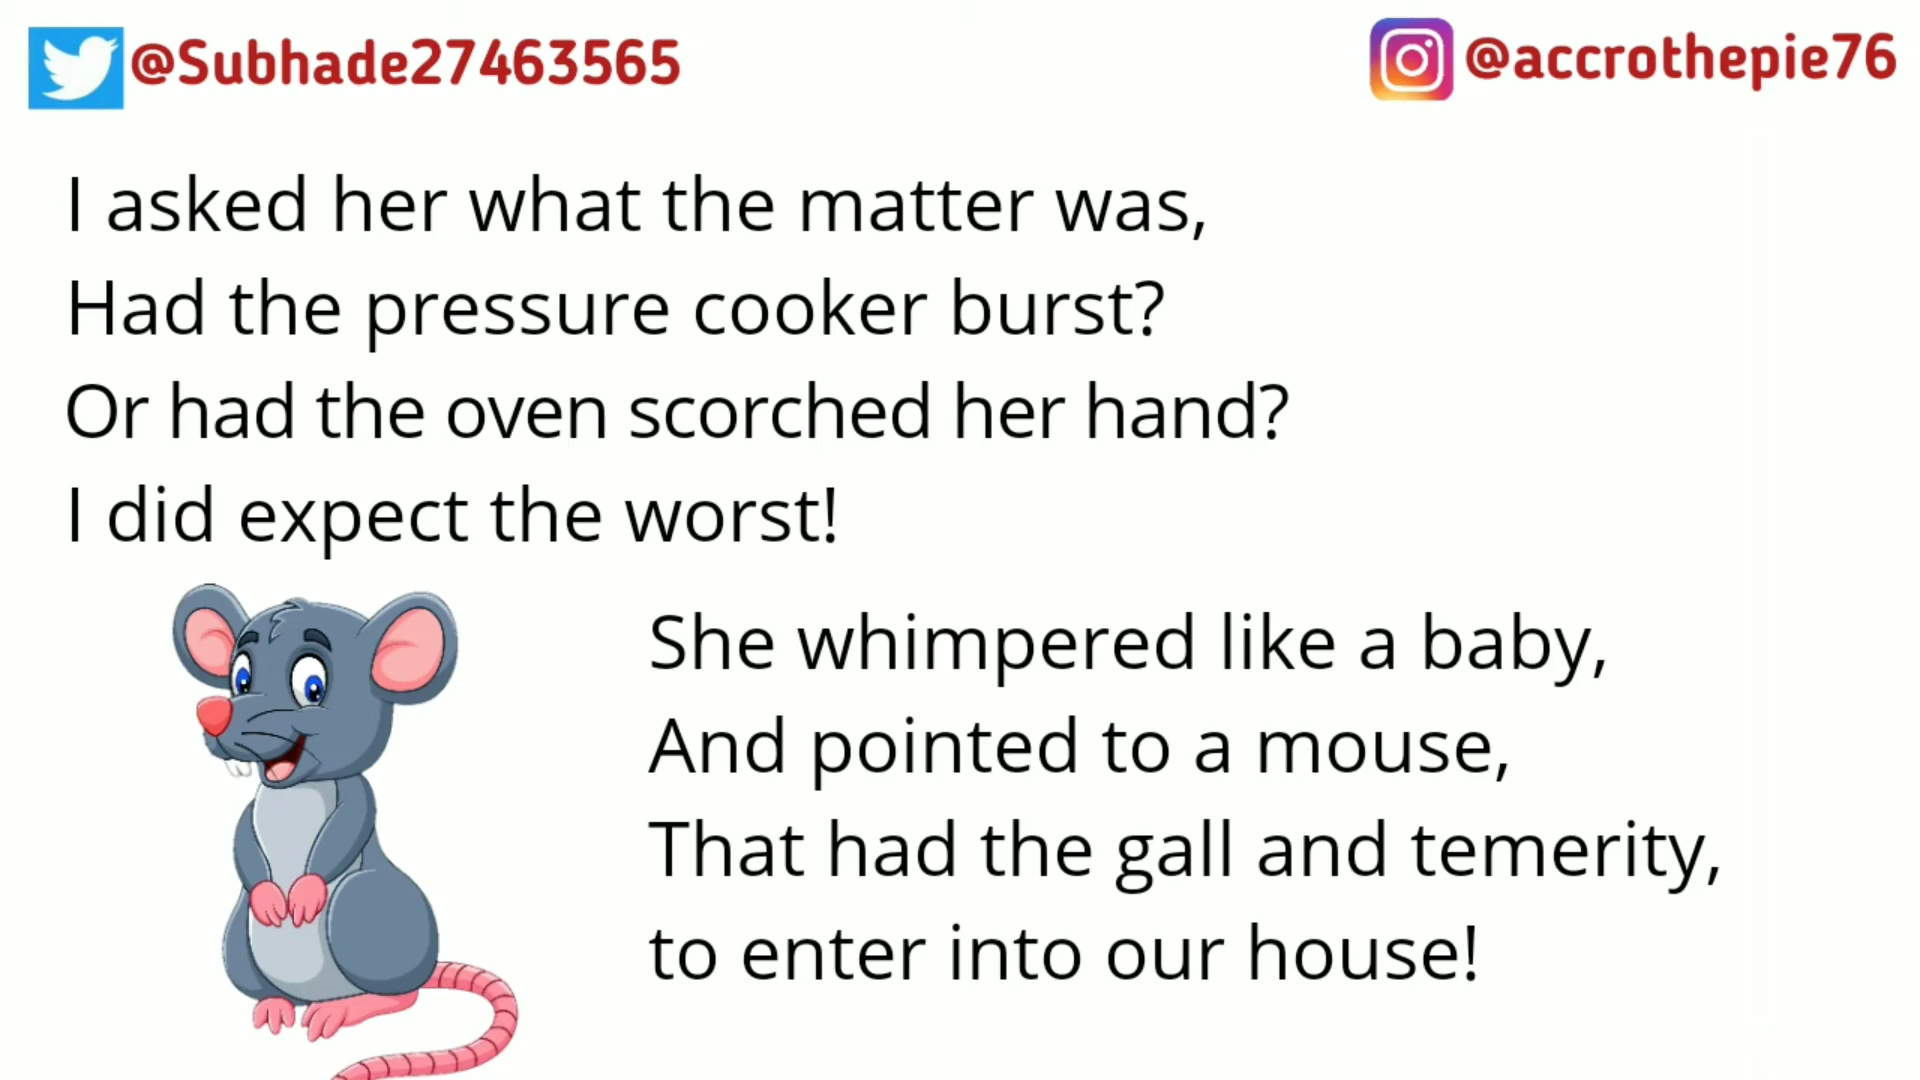 @Subhade27463565
@accrothepie76
I asked her what the matter was,
Had the pressure cooker burst?
Or had the oven scorched her hand?
I did expect the worst!
She whimpered like a baby,
And pointed to a mouse,
That had the gall and temerity,
to enter into our house!